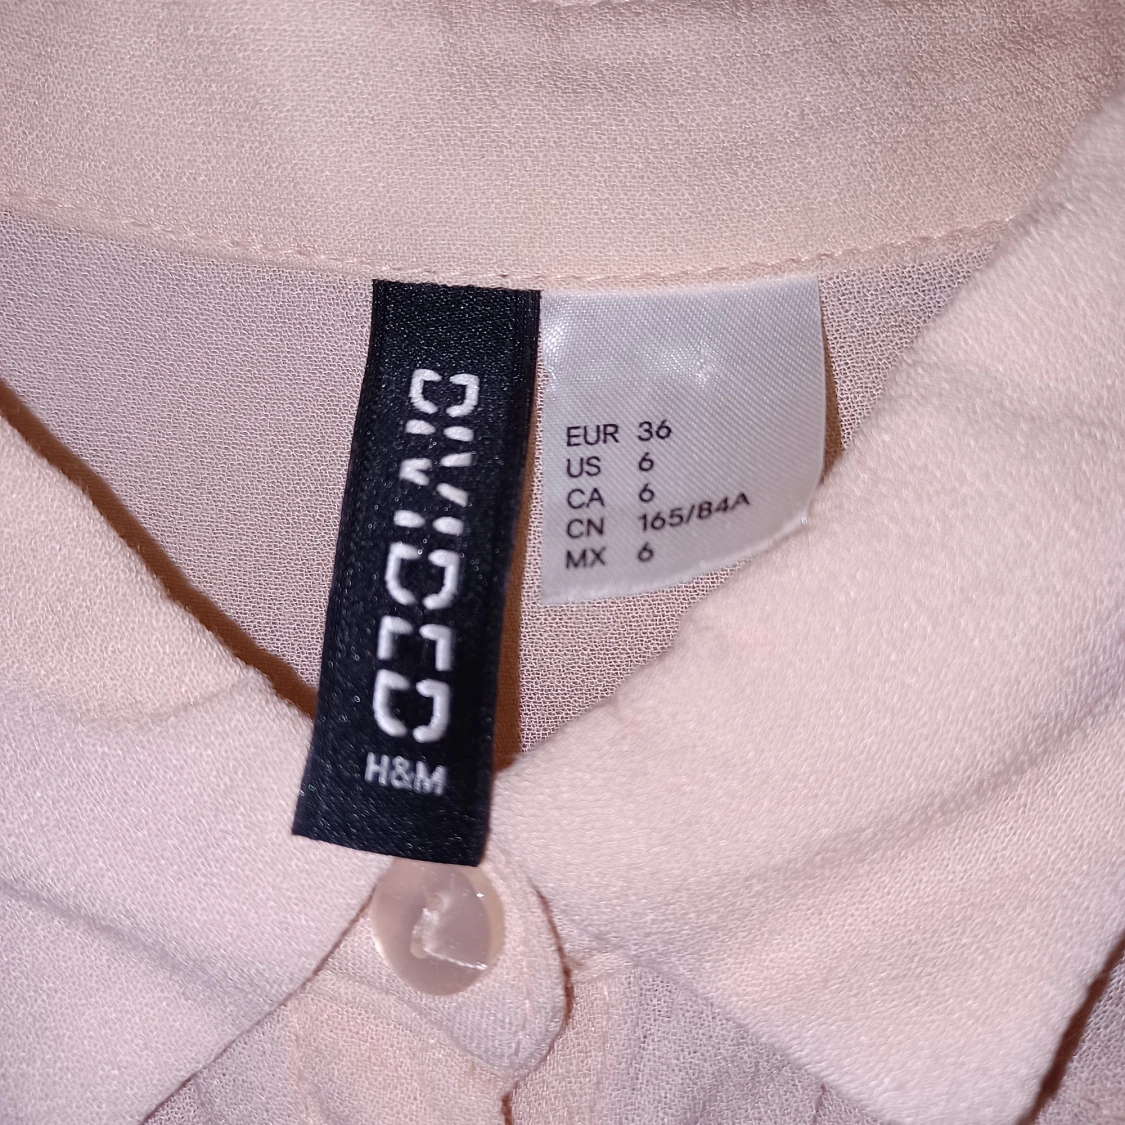 DIVIDED
H&M
EUR 36
US 6
CA 6
CN 165/84A
MX 6